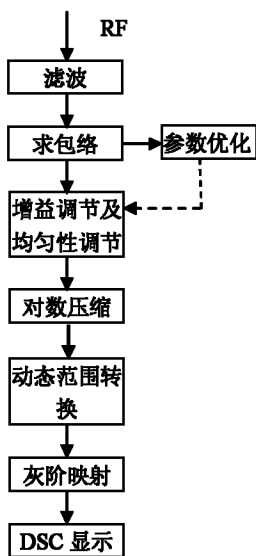 RF
滤波
求包络
参数优化
增益调节及
均匀性调节
对数压缩
动态范围转
换
灰阶映射
DSC 显示